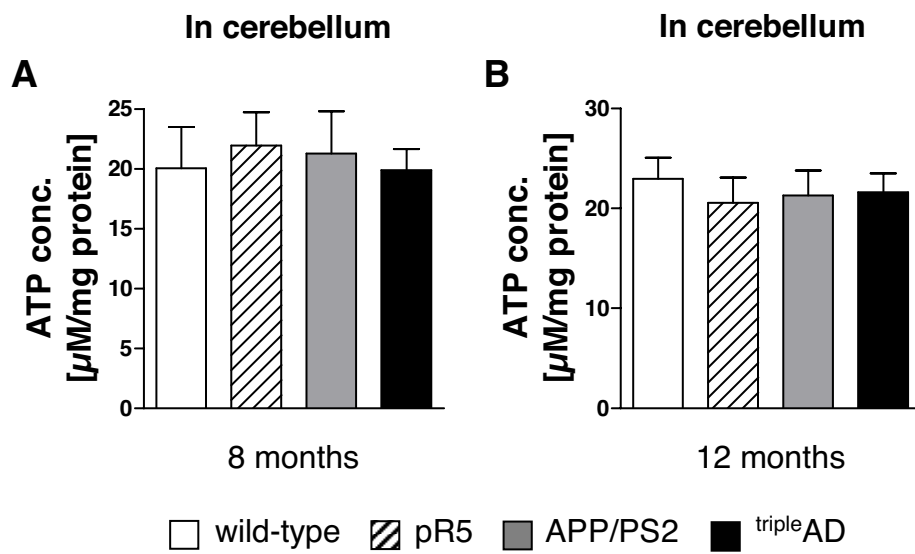 In cerebellum
A
ATP conc.
[µM/mg protein]
25
20
15
10
5
0
8 months
In cerebellum
B
ATP conc.
[µM/mg protein]
30
20
10
0
12 months
wild-type pR5 APP/PS2 tripleAD